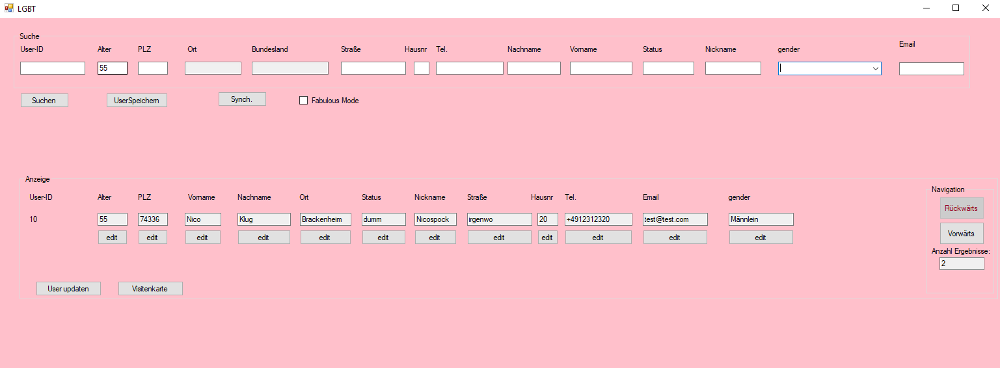 LGBT
Suche
User-ID Alter PLZ Ort Bundesland Straße Hausnr Tel. Nachname Vorname Status Nickname gender Email
55
Suchen UserSpeichern Synch. Fabulous Mode
Anzeige
User-ID Alter PLZ Vorname Nachname Ort Status Nickname Straße Hausnr Tel. Email gender
10 55 74336 Nico Klug Brackenheim dumm Nicospock irgenwo 20 +4912312320 test@test.com Männlein
edit edit edit edit edit edit edit edit edit edit edit edit
User updaten Visitenkarte
Navigation
Rückwärts
Vorwärts
Anzahl Ergebnisse:
2